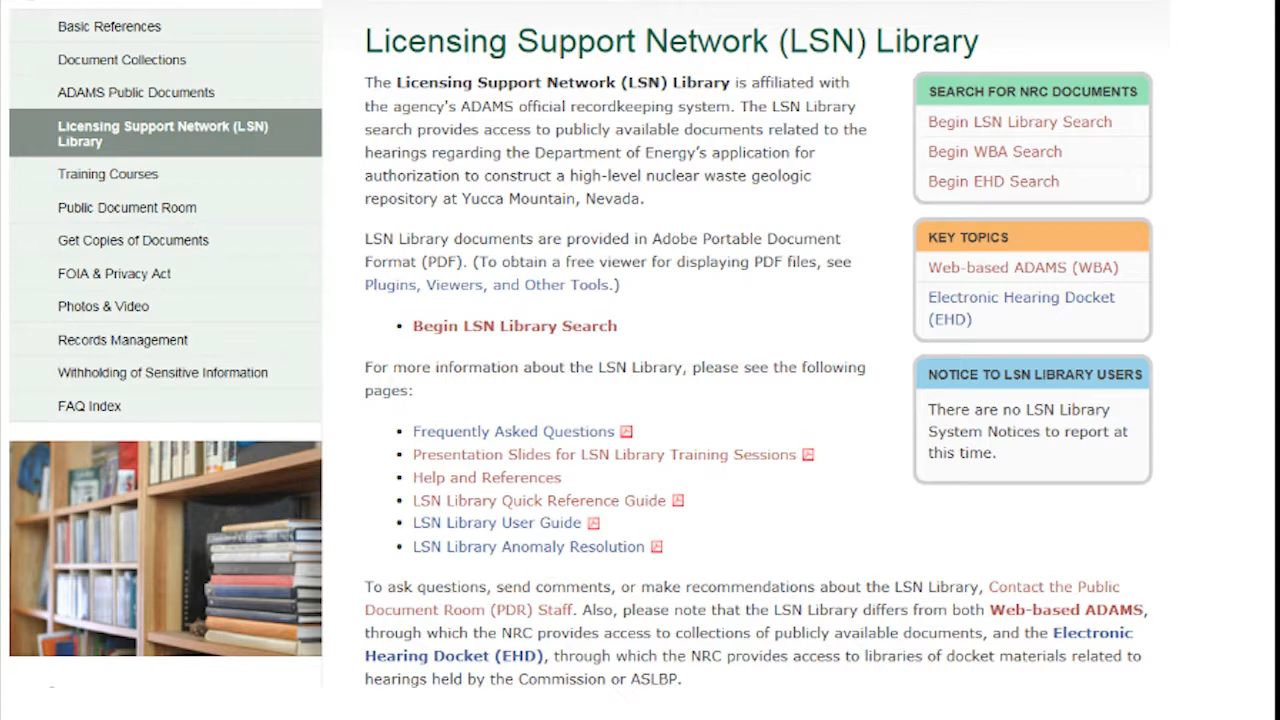 Basic References
Document Collections
ADAMS Public Documents
Licensing Support Network (LSN)
Library
Training Courses
Public Document Room
Get Copies of Documents
FOIA & Privacy Act
Photos & Video
Records Management
Withholding of Sensitive Information
FAQ Index
Licensing Support Network (LSN) Library
The Licensing Support Network (LSN) Library is affiliated with
the agency's ADAMS official recordkeeping system. The LSN Library
search provides access to publicly available documents related to the
hearings regarding the Department of Energy's application for
authorization to construct a high-level nuclear waste geologic
repository at Yucca Mountain, Nevada.
LSN Library documents are provided in Adobe Portable Document
Format (PDF). (To obtain a free viewer for displaying PDF files, see
Plugins, Viewers, and Other Tools.)
• Begin LSN Library Search
For more information about the LSN Library, please see the following
pages:
• Frequently Asked Questions
• Presentation Slides for LSN Library Training Sessions
• Help and References
• LSN Library Quick Reference Guide
• LSN Library User Guide
• LSN Library Anomaly Resolution
To ask questions, send comments, or make recommendations about the LSN Library, Contact the Public
Document Room (PDR) Staff. Also, please note that the LSN Library differs from both Web-based ADAMS,
through which the NRC provides access to collections of publicly available documents, and the Electronic
Hearing Docket (EHD), through which the NRC provides access to libraries of docket materials related to
hearings held by the Commission or ASLBP.
SEARCH FOR NRC DOCUMENTS
Begin LSN Library Search
Begin WBA Search
Begin EHD Search
KEY TOPICS
Web-based ADAMS (WBA)
Electronic Hearing Docket
(EHD)
NOTICE TO LSN LIBRARY USERS
There are no LSN Library
System Notices to report at
this time.